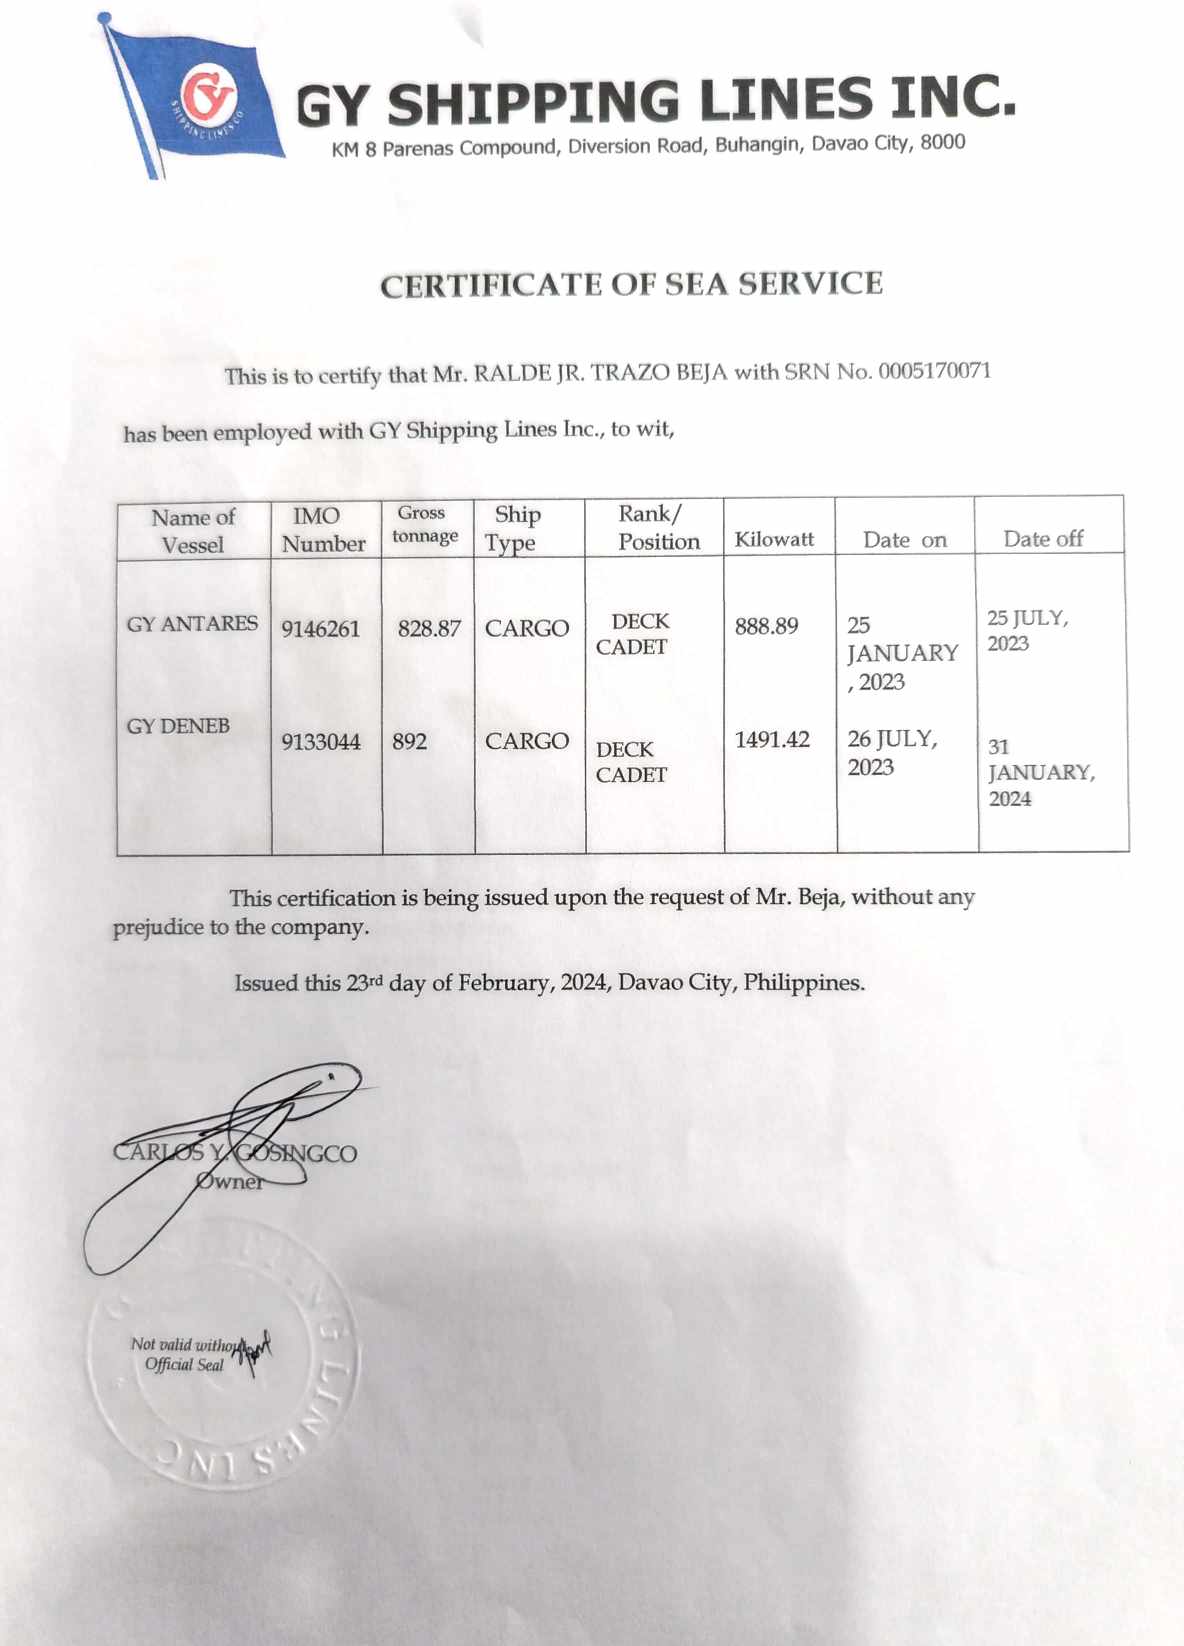 GY
SHIPPING LINES CO
GY SHIPPING LINES INC.
KM 8 Parenas Compound, Diversion Road, Buhangin, Davao City, 8000
CERTIFICATE OF SEA SERVICE
This is to certify that Mr. RALDE JR. TRAZO BEJA with SRN No. 0005170071
has been employed with GY Shipping Lines Inc., to wit,
Name of Vessel IMO Number Gross tonnage Ship Type Rank/ Position Kilowatt Date on Date off
GY ANTARES 9146261 828.87 CARGO DECK CADET 888.89 25 JANUARY , 2023 25 JULY, 2023
GY DENEB 9133044 892 CARGO DECK CADET 1491.42 26 JULY, 2023 31 JANUARY, 2024
This certification is being issued upon the request of Mr. Beja, without any
prejudice to the company.
Issued this 23rd day of February, 2024, Davao City, Philippines.
CARLOS Y. GOSINGCO
Owner
Not valid without
Official Seal
G SHIPPING LINES INC